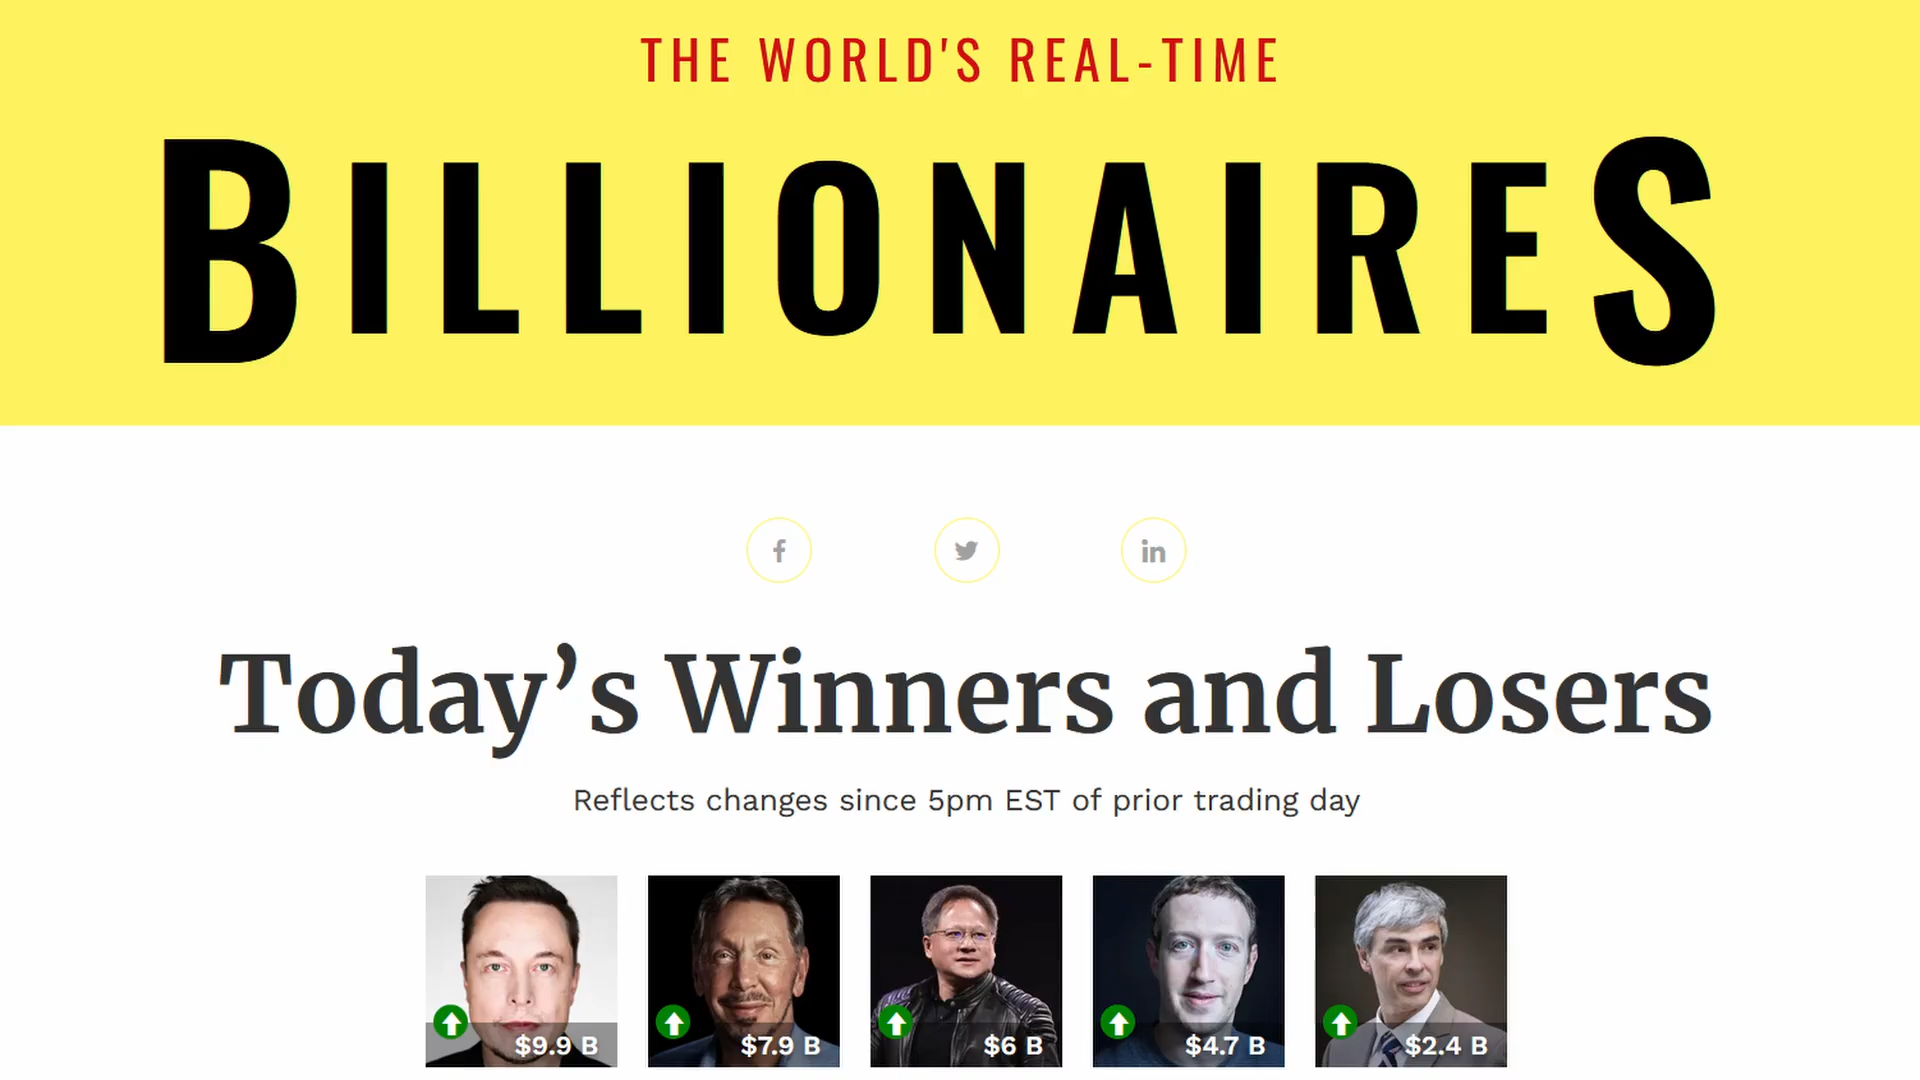 THE WORLD'S REAL-TIME
BILLIONAIRES
Today’s Winners and Losers
Reflects changes since 5pm EST of prior trading day
$9.9 B $7.9 B $6 B $4.7 B $2.4 B